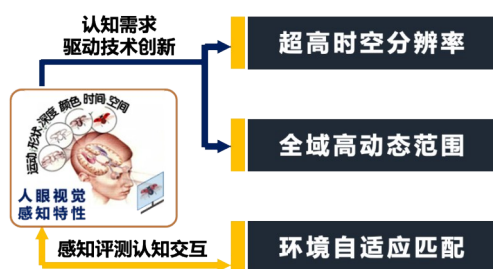 认知需求
驱动技术创新
超高时空分辨率
运动 形状 深度 颜色 时间 空间
全域高动态范围
人眼视觉
感知特性
感知评测认知交互
环境自适应匹配